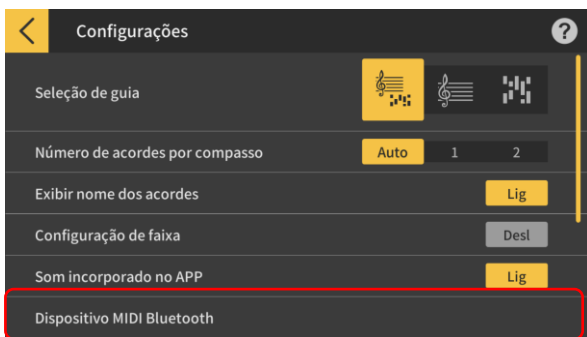 Configurações
?
Seleção de guia
Número de acordes por compasso Auto 1 2
Exibir nome dos acordes Lig
Configuração de faixa Desl
Som incorporado no APP Lig
Dispositivo MIDI Bluetooth